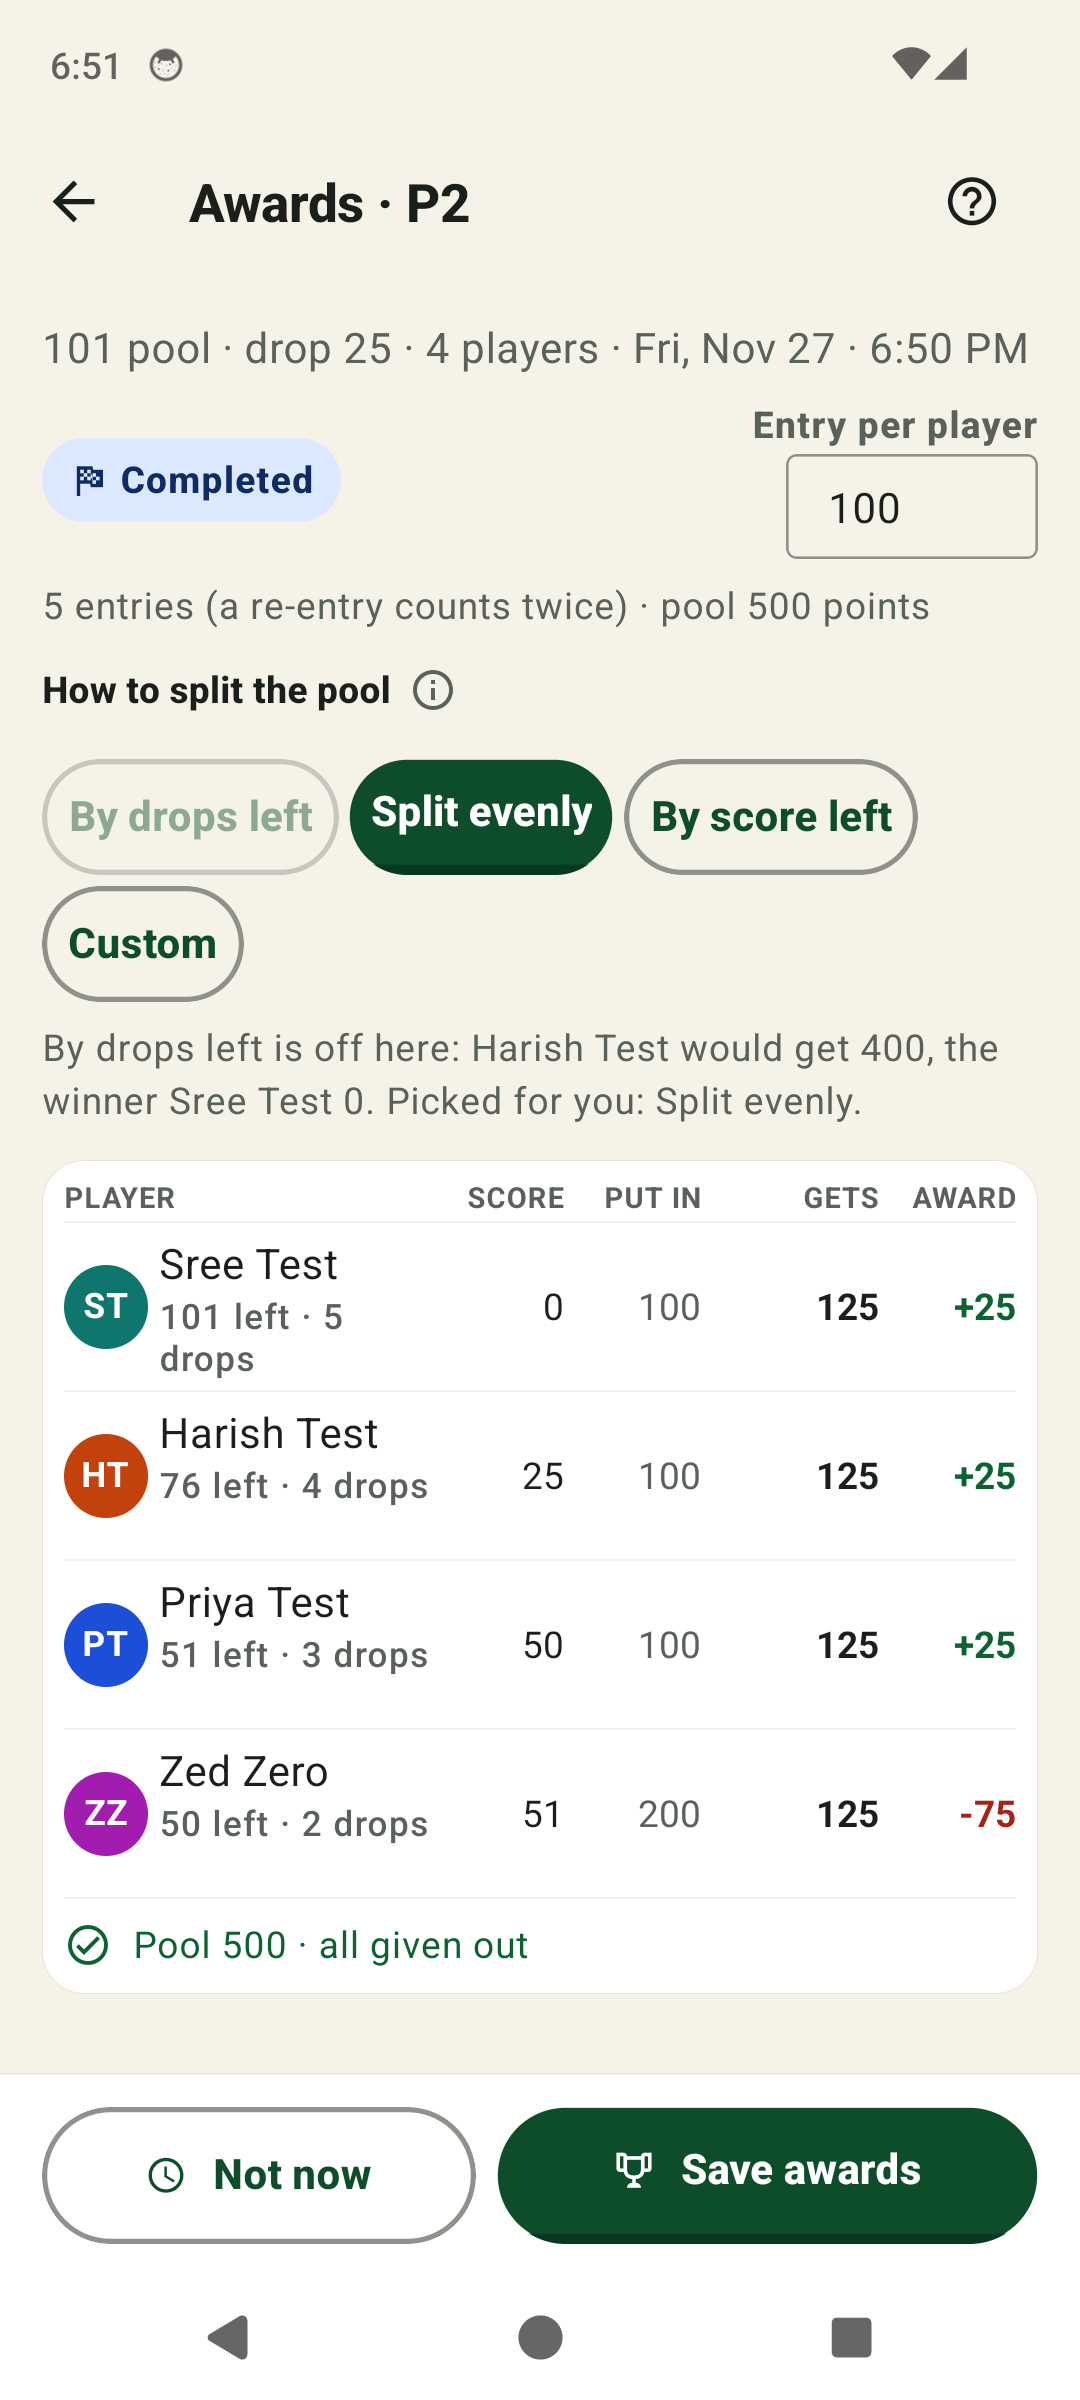 6:51
Awards · P2
101 pool · drop 25 · 4 players · Fri, Nov 27 · 6:50 PM
Entry per player
Completed
100
5 entries (a re-entry counts twice) · pool 500 points
How to split the pool
By drops left Split evenly By score left
Custom
By drops left is off here: Harish Test would get 400, the
winner Sree Test 0. Picked for you: Split evenly.
PLAYER SCORE PUT IN GETS AWARD
ST Sree Test 0 100 125 +25
101 left · 5
drops
HT Harish Test 25 100 125 +25
76 left · 4 drops
PT Priya Test 50 100 125 +25
51 left · 3 drops
ZZ Zed Zero 51 200 125 -75
50 left · 2 drops
Pool 500 · all given out
Not now Save awards